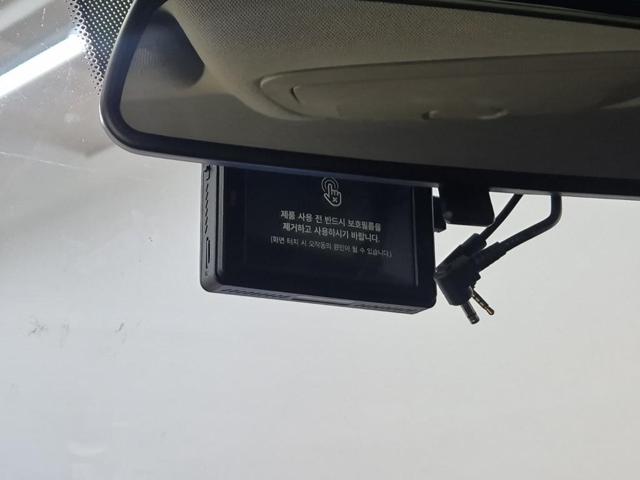 제품 사용 전 반드시 보호필름을
제거하고 사용하시기 바랍니다.
(화면 터치 시 오작동의 원인이 될 수 있습니다.)